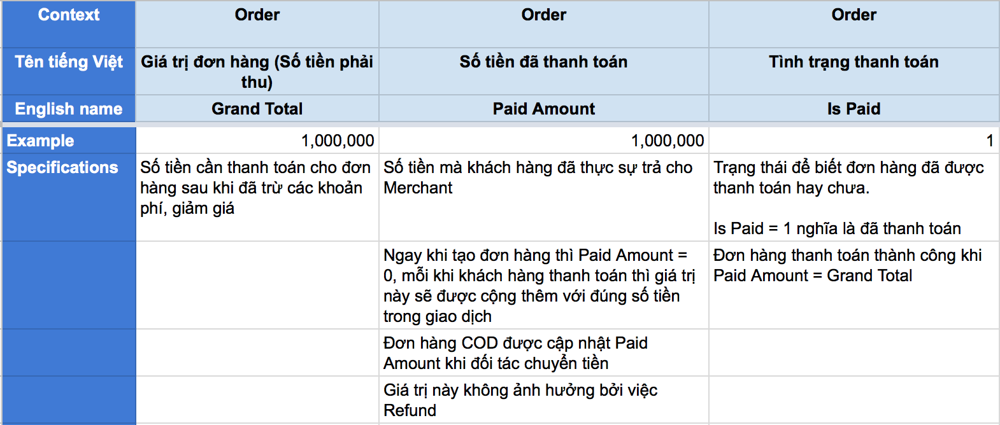 Context Order Order Order
Tên tiếng Việt Giá trị đơn hàng (Số tiền phải Số tiền đã thanh toán Tình trạng thanh toán
thu)
English name Grand Total Paid Amount Is Paid
Example 1,000,000 1,000,000 1
Specifications Số tiền cần thanh toán cho đơn Số tiền mà khách hàng đã thực sự trả cho Trạng thái để biết đơn hàng đã được
hàng sau khi đã trừ các khoản Merchant thanh toán hay chưa.
phí, giảm giá
Is Paid = 1 nghĩa là đã thanh toán
Ngay khi tạo đơn hàng thì Paid Amount = Đơn hàng thanh toán thành công khi
0, mỗi khi khách hàng thanh toán thì giá trị Paid Amount = Grand Total
này sẽ được cộng thêm với đúng số tiền
trong giao dịch
Đơn hàng COD được cập nhật Paid
Amount khi đối tác chuyển tiền
Giá trị này không ảnh hưởng bởi việc
Refund